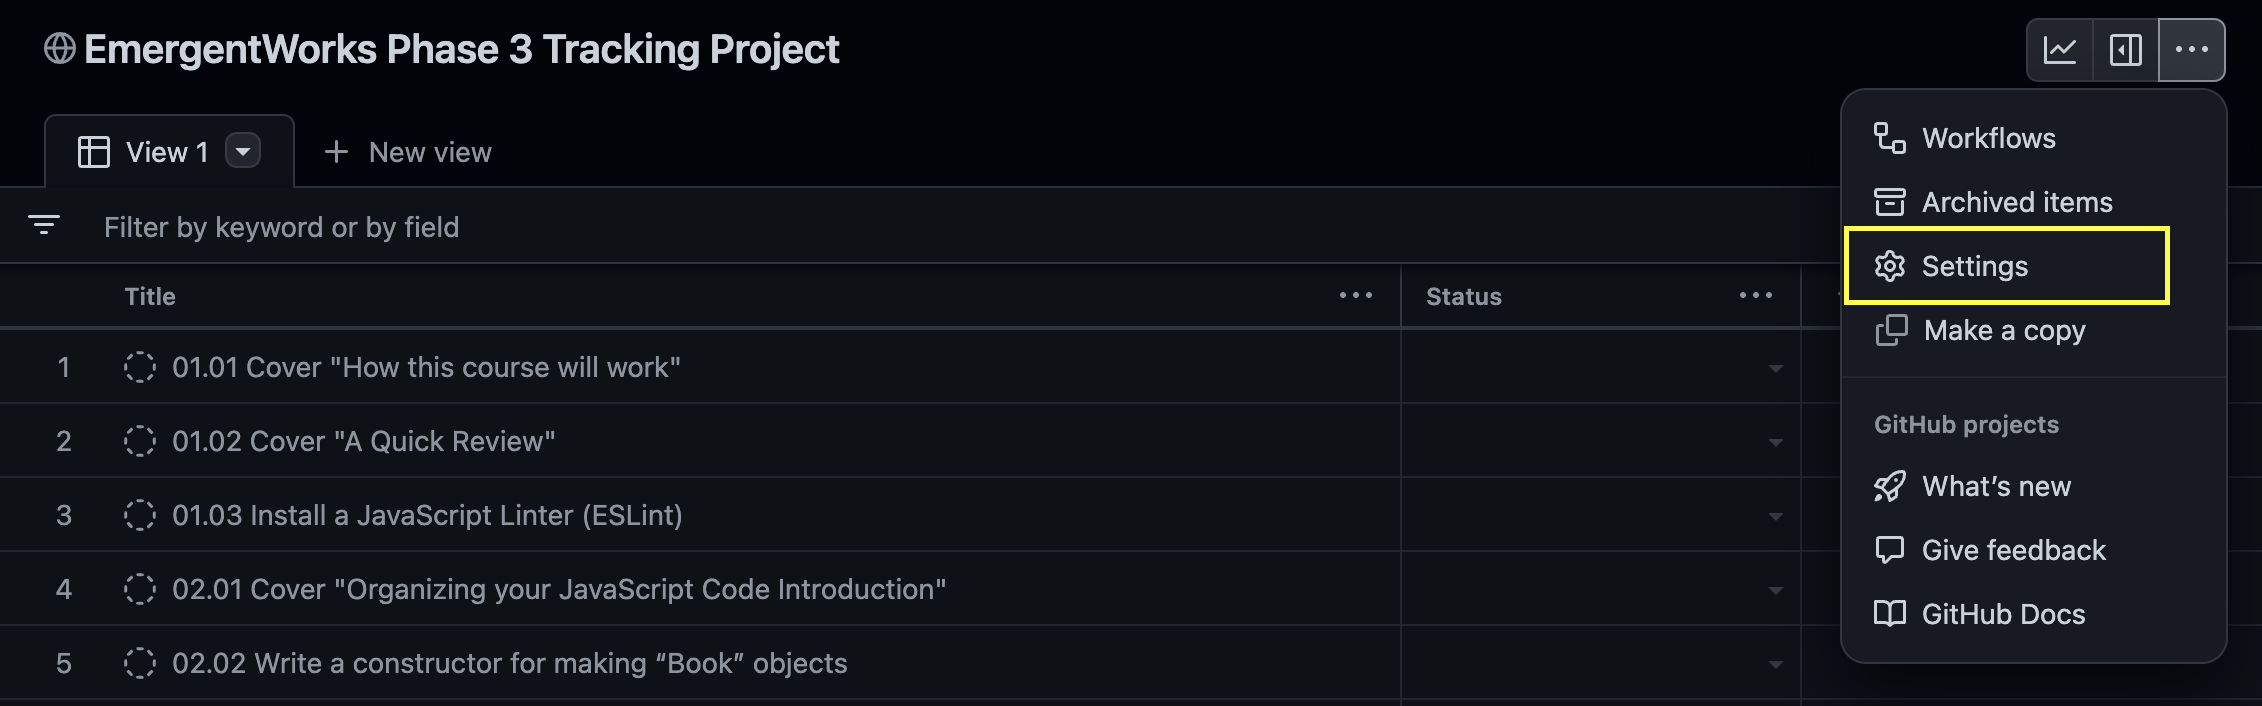 EmergentWorks Phase 3 Tracking Project
View 1
New view
Filter by keyword or by field
Title
Status
1 01.01 Cover "How this course will work"
2 01.02 Cover "A Quick Review"
3 01.03 Install a JavaScript Linter (ESLint)
4 02.01 Cover "Organizing your JavaScript Code Introduction"
5 02.02 Write a constructor for making “Book” objects
Workflows
Archived items
Settings
Make a copy
GitHub projects
What’s new
Give feedback
GitHub Docs